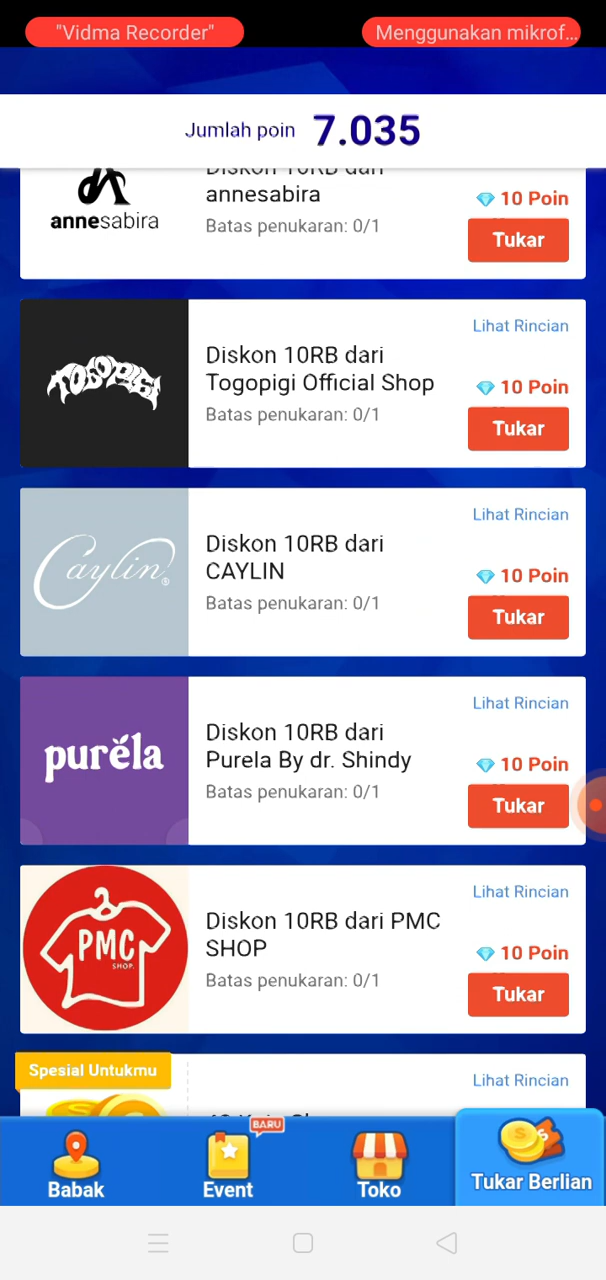 "Vidma Recorder"
Menggunakan mikrof...
Jumlah poin 7.035
Diskon 10RB dari
annesabira
annesabira
Batas penukaran: 0/1
10 Poin
Tukar
TOGOPIGI
Lihat Rincian
Diskon 10RB dari
Togopigi Official Shop
Batas penukaran: 0/1
10 Poin
Tukar
Caylin®
Lihat Rincian
Diskon 10RB dari
CAYLIN
Batas penukaran: 0/1
10 Poin
Tukar
purela
Lihat Rincian
Diskon 10RB dari
Purela By dr. Shindy
Batas penukaran: 0/1
10 Poin
Tukar
PMC
SHOP.
Lihat Rincian
Diskon 10RB dari PMC
SHOP
Batas penukaran: 0/1
10 Poin
Tukar
Spesial Untukmu
Lihat Rincian
BARU
Babak
Event
Toko
Tukar Berlian